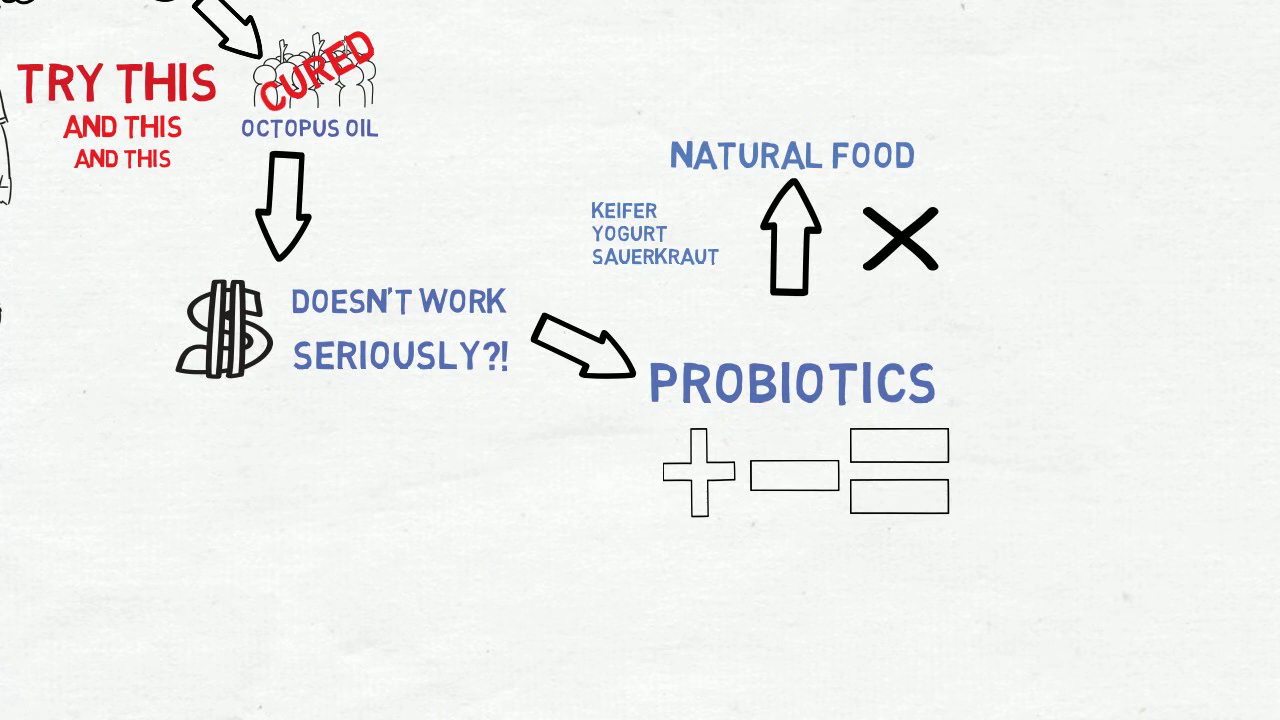 TRY THIS
AND THIS
AND THIS
CURED
OCTOPUS OIL
DOESN'T WORK
SERIOUSLY?!
NATURAL FOOD
KEIFER
YOGURT
SAUERKRAUT
PROBIOTICS